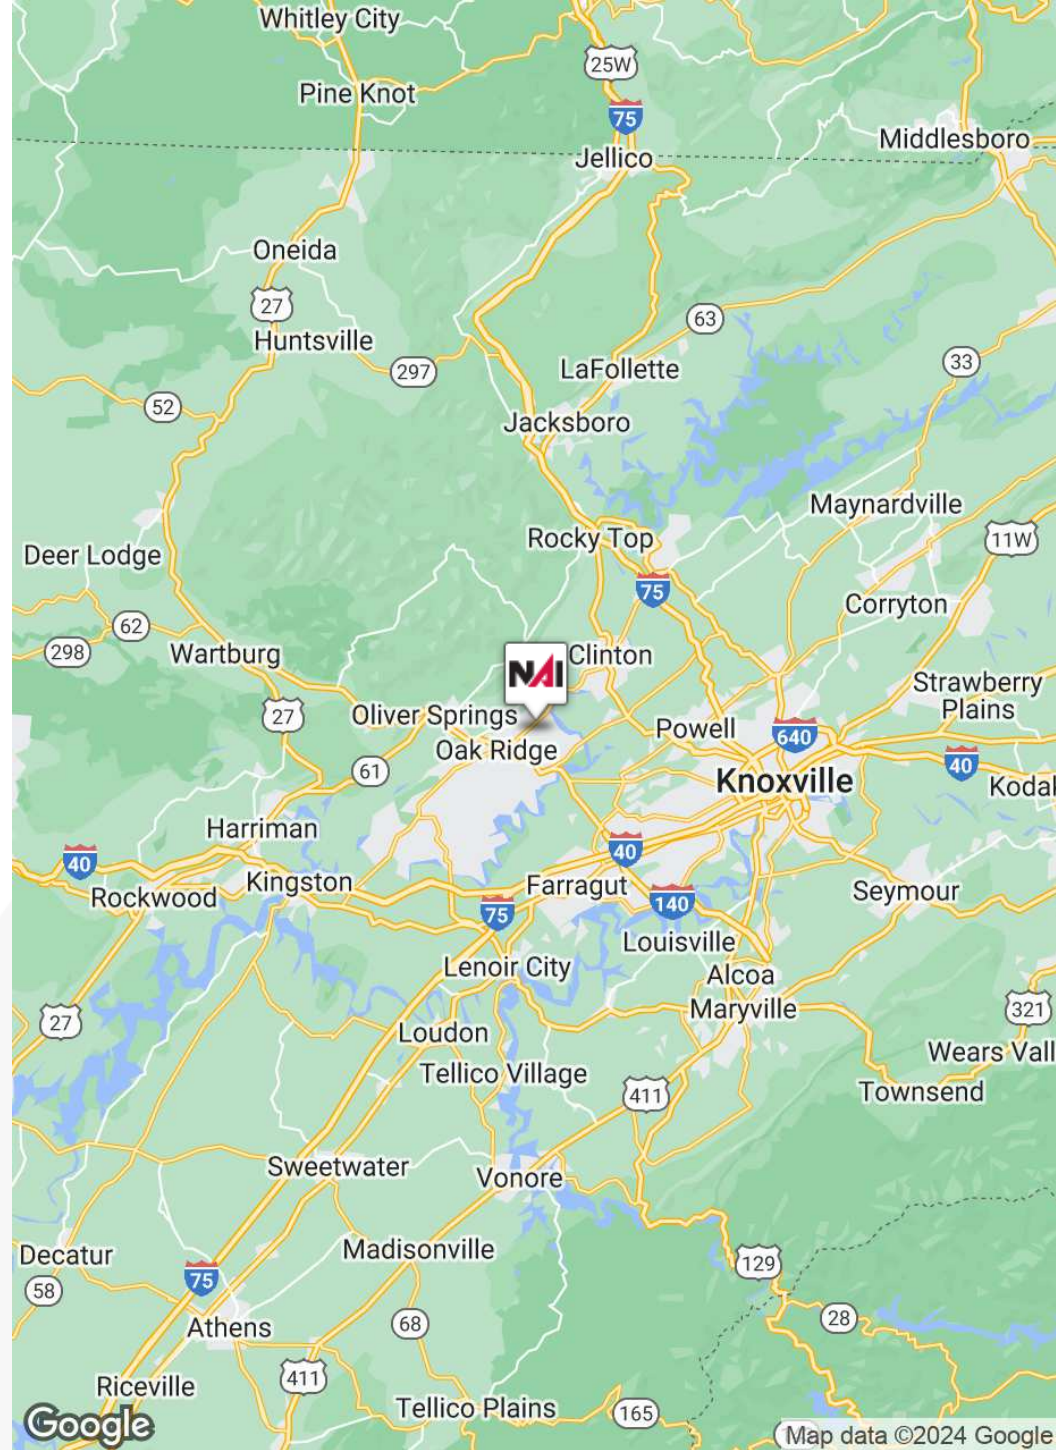 Whitley City
25W
Pine Knot
75
Middlesboro
Jellico
Oneida
27
Huntsville
63
297
LaFollette
33
52
Jacksboro
Maynardville
Rocky Top
11W
Deer Lodge
75
Corryton
62
298
Wartburg
Clinton
NAI
Strawberry
Plains
27
Oliver Springs
Powell
640
Oak Ridge
61
40
Knoxville
Harriman
40
40
Kingston
Farragut
Rockwood
Seymour
75
140
Louisville
Lenoir City
Alcoa
Maryville
27
321
Loudon
Tellico Village
Townsend
411
Sweetwater
Vonore
Decatur
Madisonville
129
75
58
Athens
68
28
411
Riceville
Tellico Plains
165
Google
Map data ©2024 Google